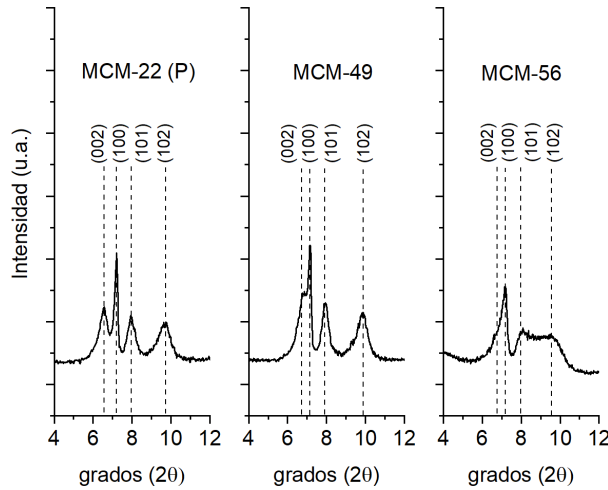 MCM-22 (P)
MCM-49
MCM-56
(002)
(100)
(101)
(102)
(002)
(100)
(101)
(102)
(002)
(100)
(101)
(102)
Intensidad (u.a.)
4 6 8 10 12
4 6 8 10 12
4 6 8 10 12
grados (2θ)
grados (2θ)
grados (2θ)